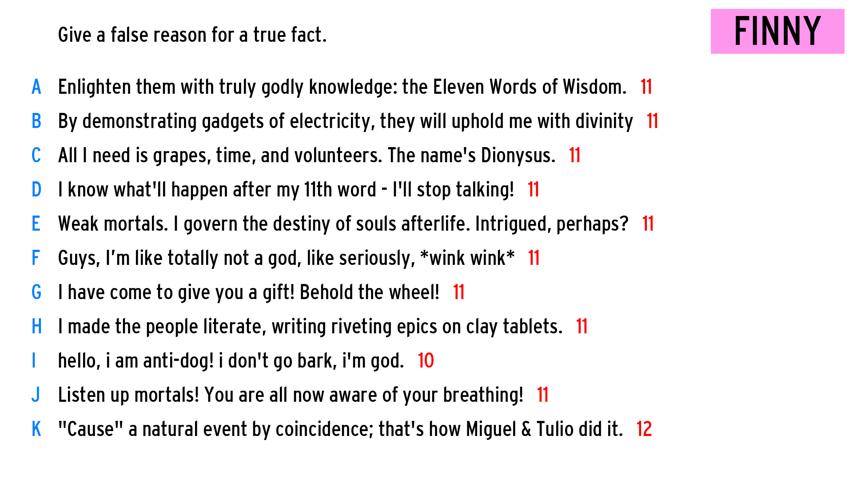 Give a false reason for a true fact.
FINNY
A Enlighten them with truly godly knowledge: the Eleven Words of Wisdom. 11
B By demonstrating gadgets of electricity, they will uphold me with divinity 11
C All I need is grapes, time, and volunteers. The name's Dionysus. 11
D I know what'll happen after my 11th word - I'll stop talking! 11
E Weak mortals. I govern the destiny of souls afterlife. Intrigued, perhaps? 11
F Guys, I’m like totally not a god, like seriously, *wink wink* 11
G I have come to give you a gift! Behold the wheel! 11
H I made the people literate, writing riveting epics on clay tablets. 11
I hello, i am anti-dog! i don't go bark, i'm god. 10
J Listen up mortals! You are all now aware of your breathing! 11
K "Cause" a natural event by coincidence; that's how Miguel & Tulio did it. 12